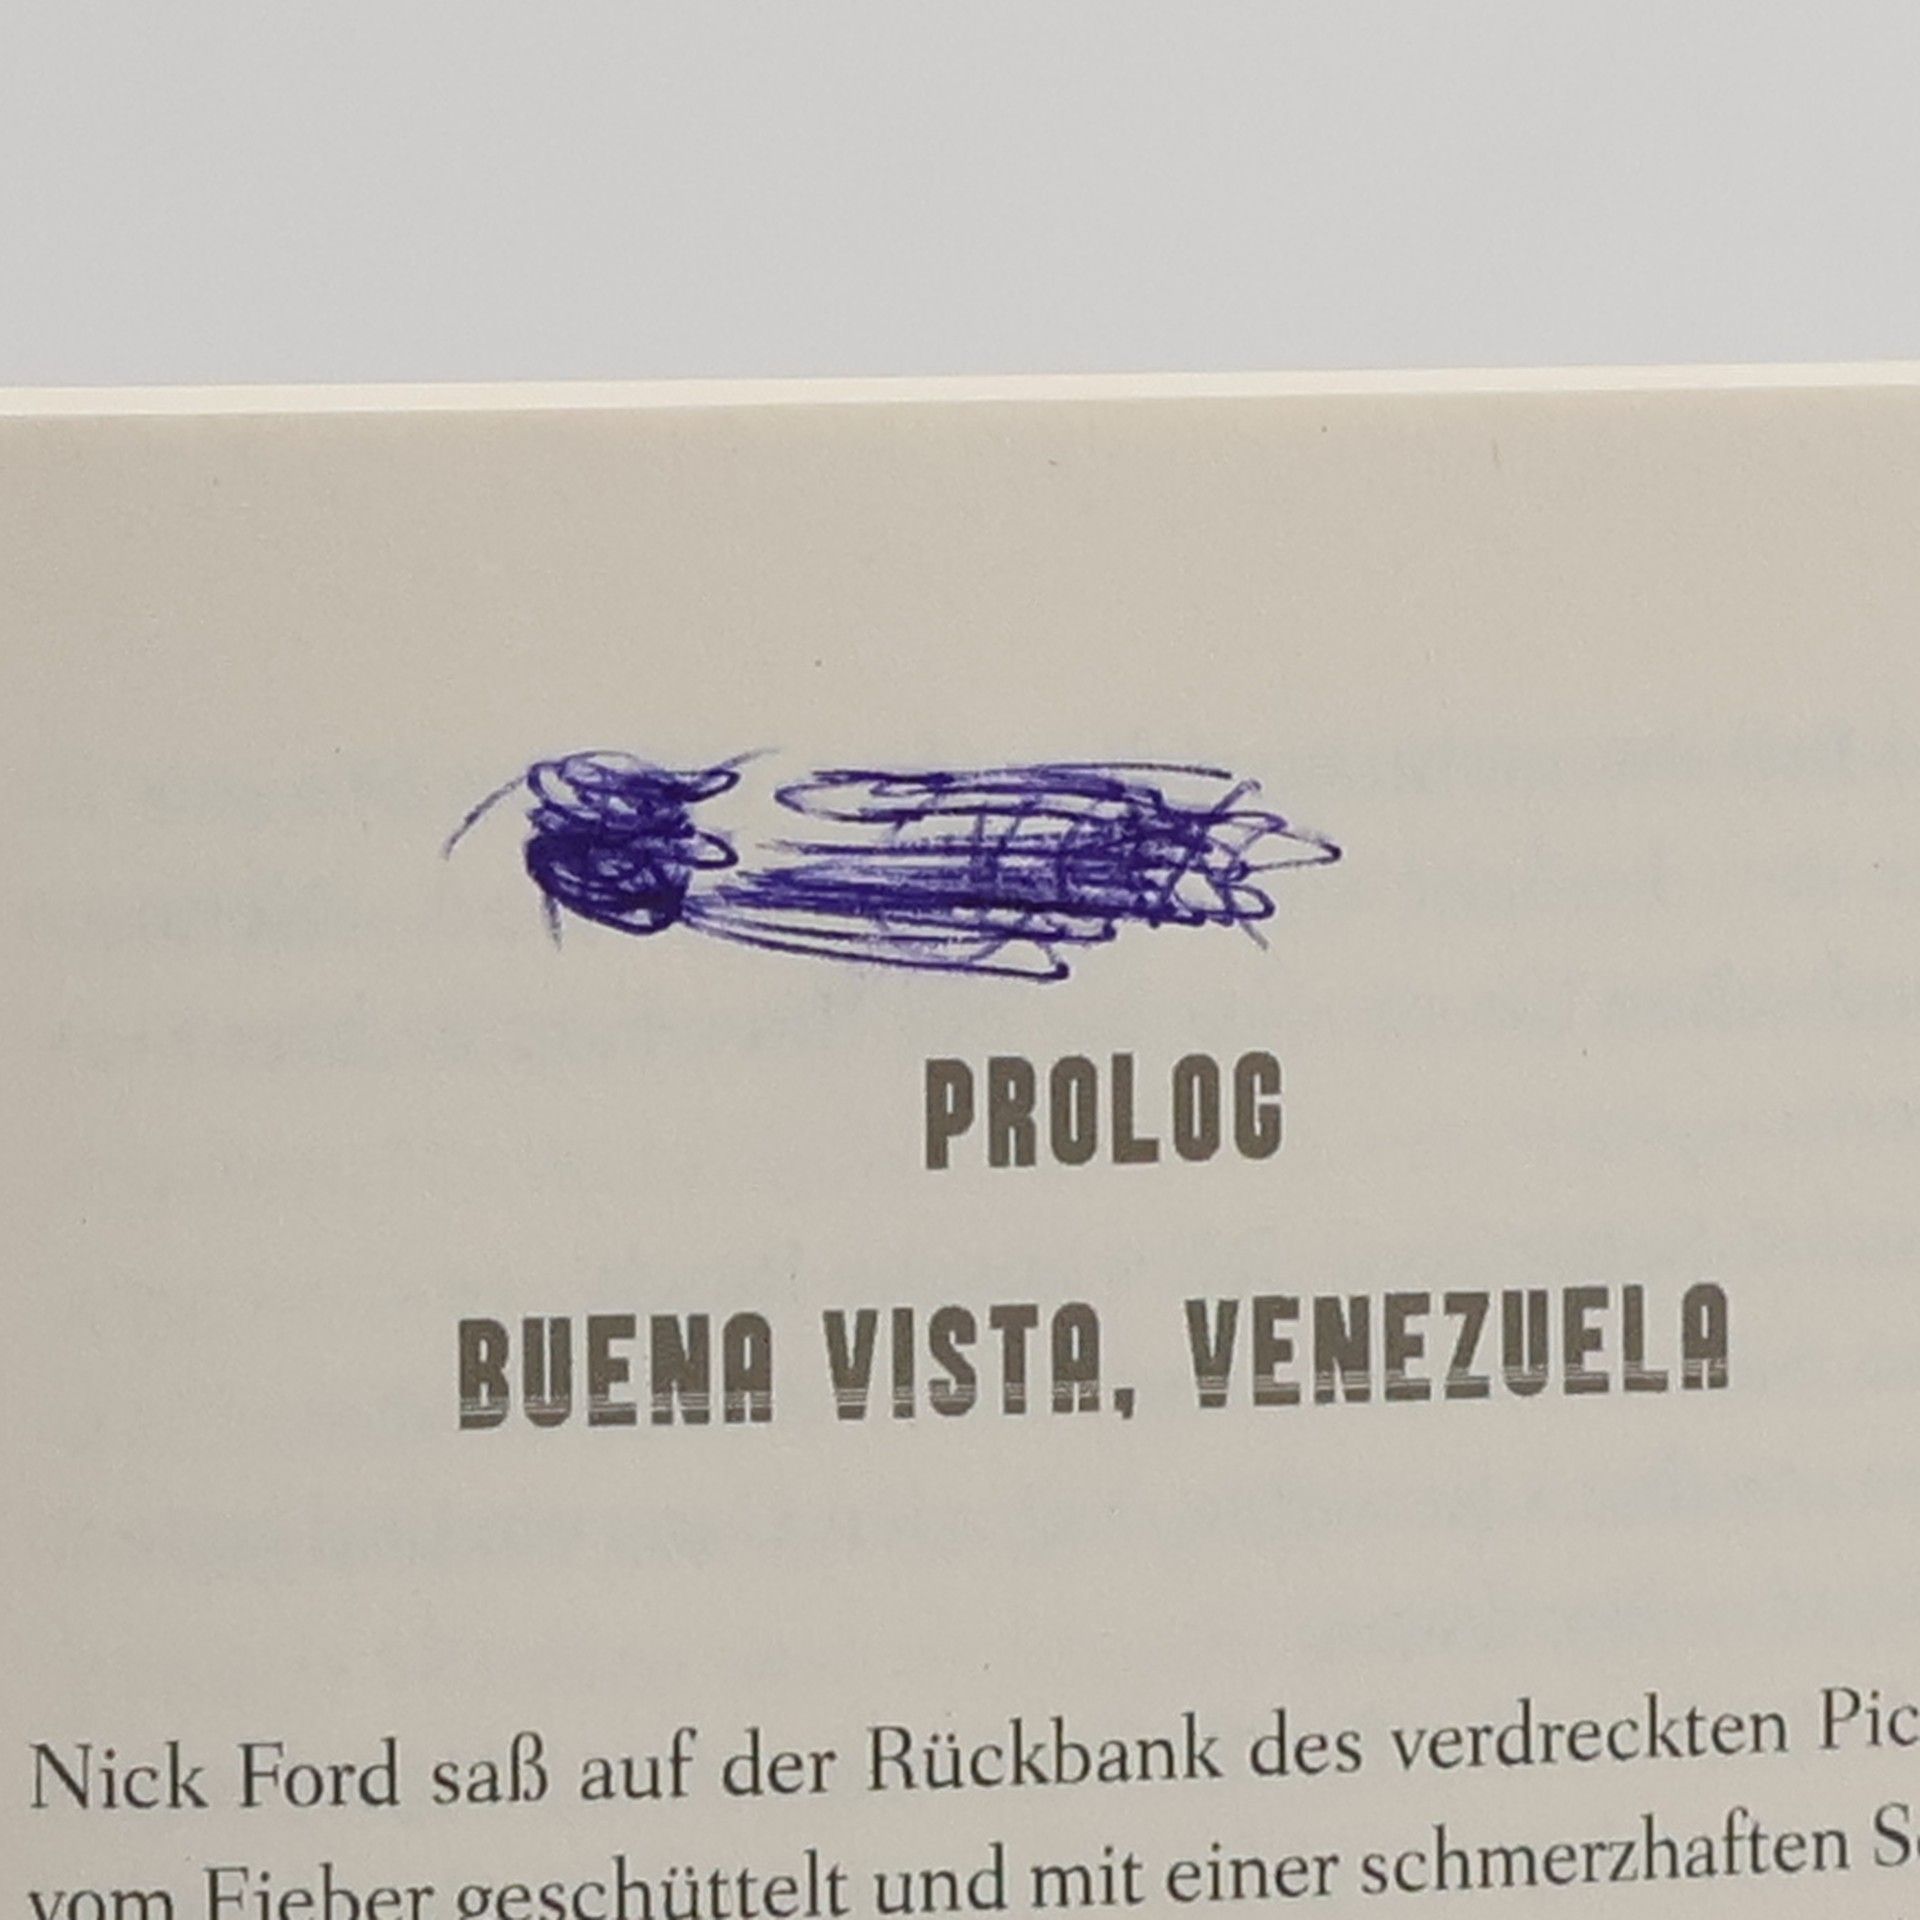 PROLOG
BUENA VISTA, VENEZUELA
Nick Ford saß auf der Rückbank des verdreckten Pic
vom Fieber geschüttelt und mit einer schmerzhaften